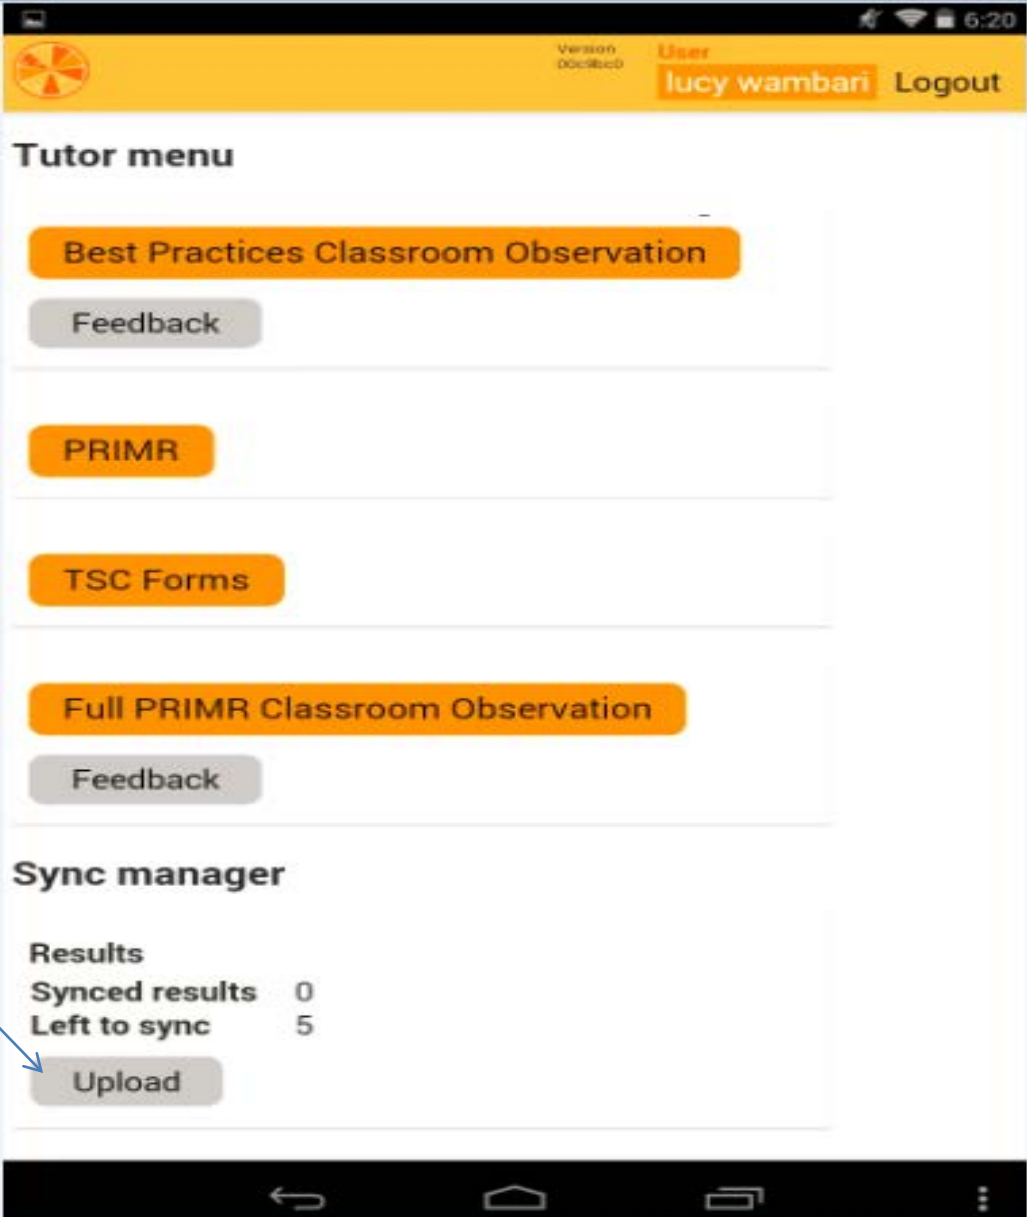 6:20
Version
User
lucy wambari Logout
Tutor menu
Best Practices Classroom Observation
Feedback
PRIMR
TSC Forms
Full PRIMR Classroom Observation
Feedback
Sync manager
Results
Synced results 0
Left to sync 5
Upload